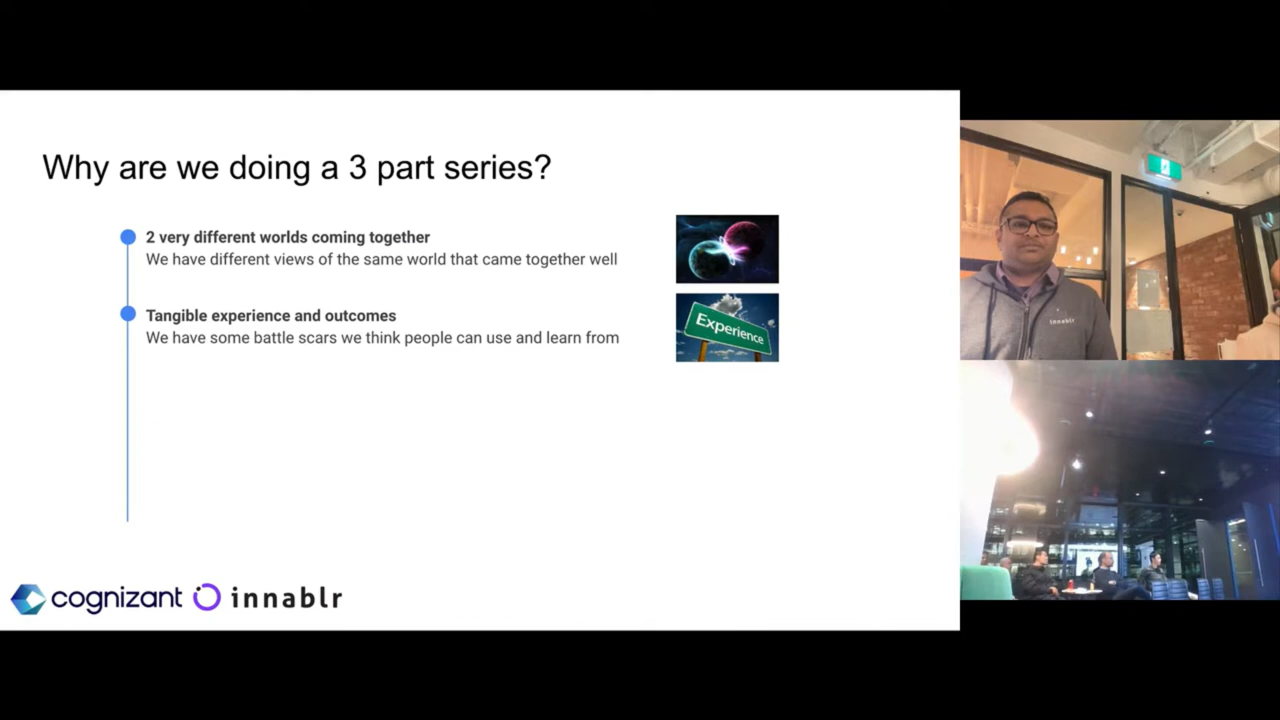 Why are we doing a 3 part series?
2 very different worlds coming together
We have different views of the same world that came together well
Tangible experience and outcomes
Experience
We have some battle scars we think people can use and learn from
innablr
cognizant innablr